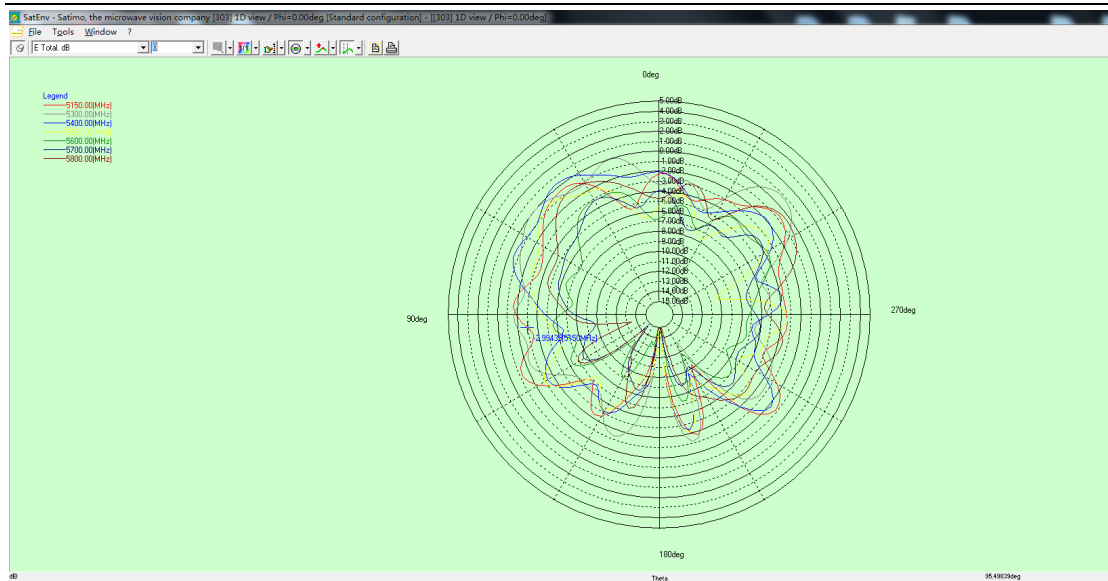 SatEnv - Satimo, the microwave vision company [303] 1D view / Phi=0.00deg [Standard configuration] - [[303] 1D view / Phi=0.00deg]
File Tools Window ?
E Total. dB 0
0deg
Legend
5150.00(MHz)
5300.00(MHz)
5400.00(MHz)
5600.00(MHz)
5700.00(MHz)
5800.00(MHz)
5.00dB
4.00dB
3.00dB
2.00dB
1.00dB
0.00dB
-1.00dB
-2.00dB
-3.00dB
-4.00dB
-5.00dB
-6.00dB
-7.00dB
-8.00dB
-9.00dB
-10.00dB
-11.00dB
-12.00dB
-13.00dB
-14.00dB
-15.00dB
90deg
270deg
180deg
dB Theta 95.49839deg